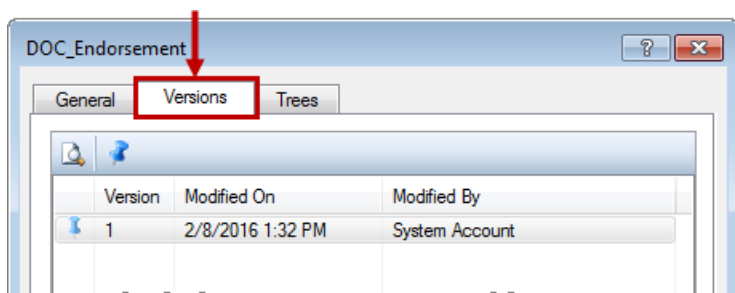 DOC_Endorsement
General Versions Trees
Version Modified On Modified By
1 2/8/2016 1:32 PM System Account